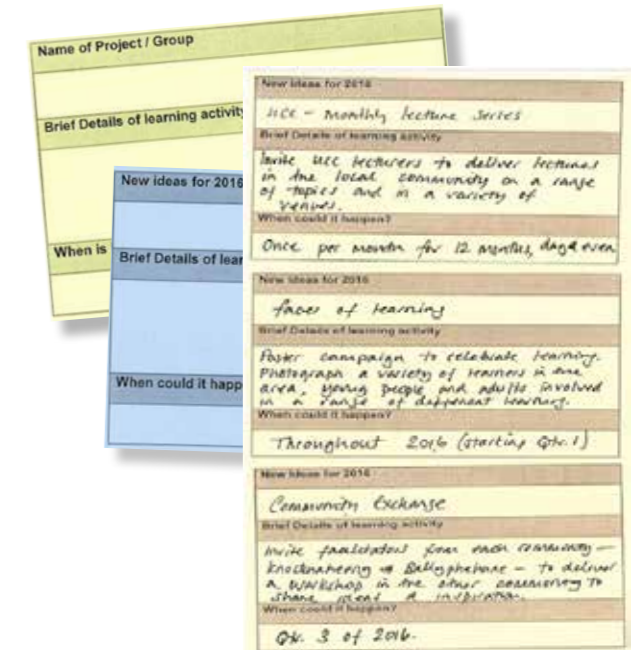 Name of Project / Group
Brief Details of learning activity
When is
New ideas for 2016
Brief Details of lear
When could it happ
New Ideas for 2016
UCC - monthly lecture series
Brief Details of learning activity
Invite UCC lecturers to deliver lectures
in the local community on a range
of topics and in a variety of
venues.
When could it happen?
Once per month for 12 months, day & even
New Ideas for 2016
faces of learning
Brief Details of learning activity
Poster campaign to celebrate learning.
Photograph a variety of learners in the
area, young people and adults involved
in a range of different learning.
When could it happen?
Throughout 2016 (starting Qtr. 1)
New Ideas for 2016
Community Exchange
Brief Details of learning activity
Invite facilitators from each community -
Knocknaheeny & Ballyphehane - to deliver
a workshop in the other community to
share ideas & inspiration.
When could it happen?
Qtr. 3 of 2016.